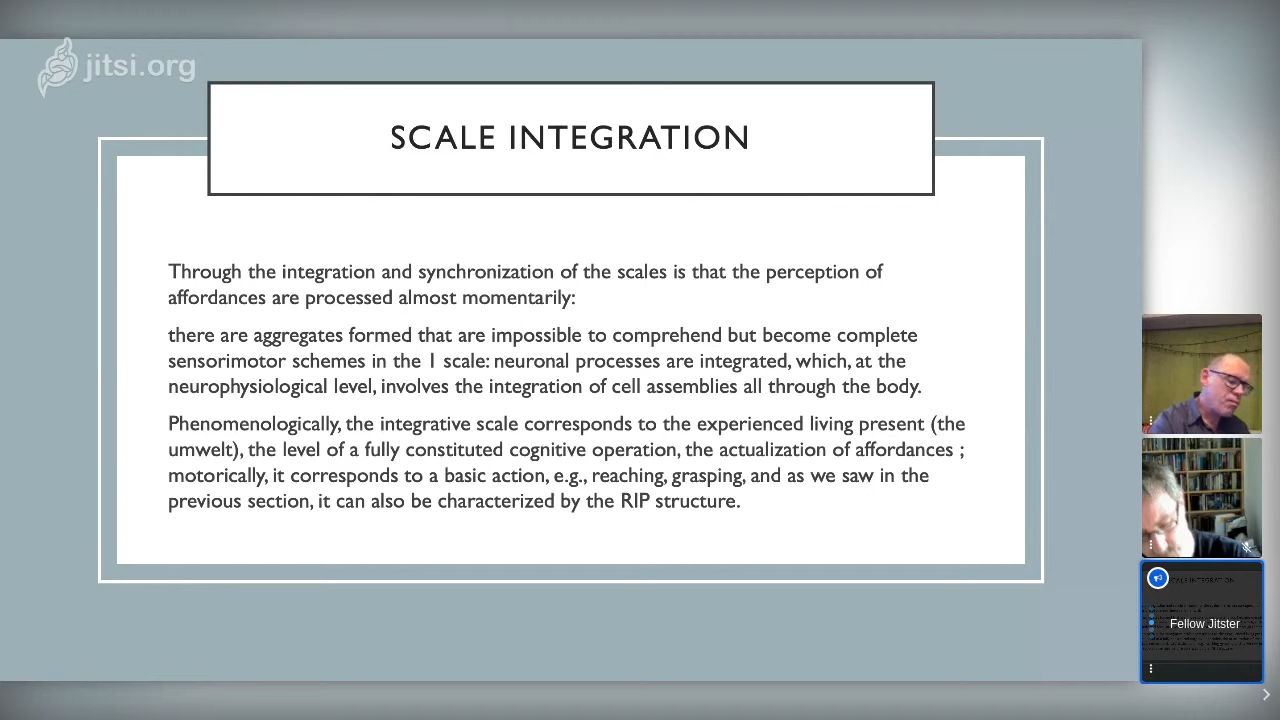 jitsi.org
SCALE INTEGRATION
Through the integration and synchronization of the scales is that the perception of
affordances are processed almost momentarily:
there are aggregates formed that are impossible to comprehend but become complete
sensorimotor schemes in the 1 scale: neuronal processes are integrated, which, at the
neurophysiological level, involves the integration of cell assemblies all through the body.
Phenomenologically, the integrative scale corresponds to the experienced living present (the
umwelt), the level of a fully constituted cognitive operation, the actualization of affordances ;
motorically, it corresponds to a basic action, e.g., reaching, grasping, and as we saw in the
previous section, it can also be characterized by the RIP structure.
SCALE INTEGRATION
Fellow Jitster